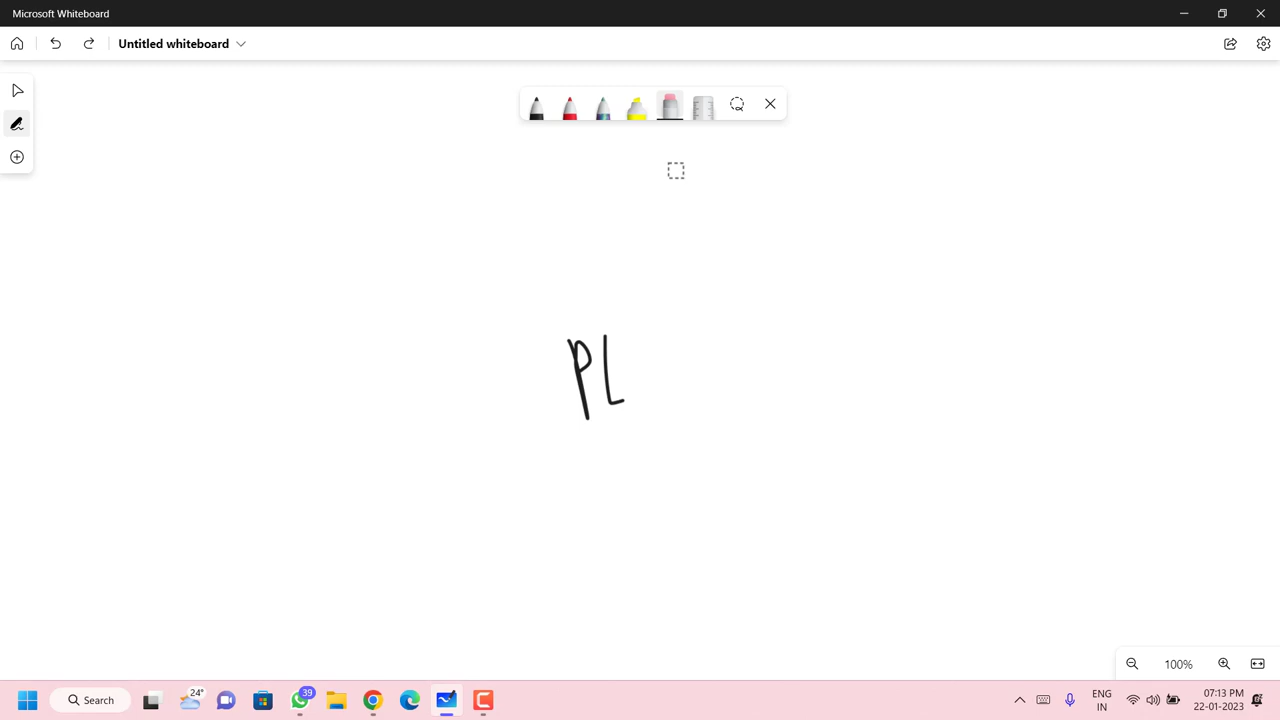 Microsoft Whiteboard
Untitled whiteboard
PL
100%
24°
Search
39
ENG
IN
07:13 PM
22-01-2023